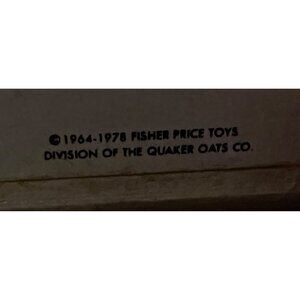 © 1964-1978 FISHER PRICE TOYS
DIVISION OF THE QUAKER OATS CO.